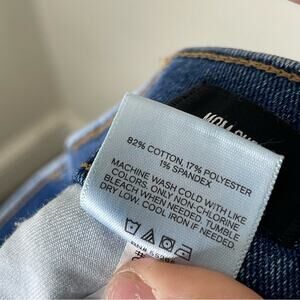 82% COTTON, 17% POLYESTER
1% SPANDEX
MACHINE WASH COLD WITH LIKE
COLORS. ONLY NON-CHLORINE
BLEACH WHEN NEEDED. TUMBLE
DRY LOW. COOL IRON IF NEEDED.